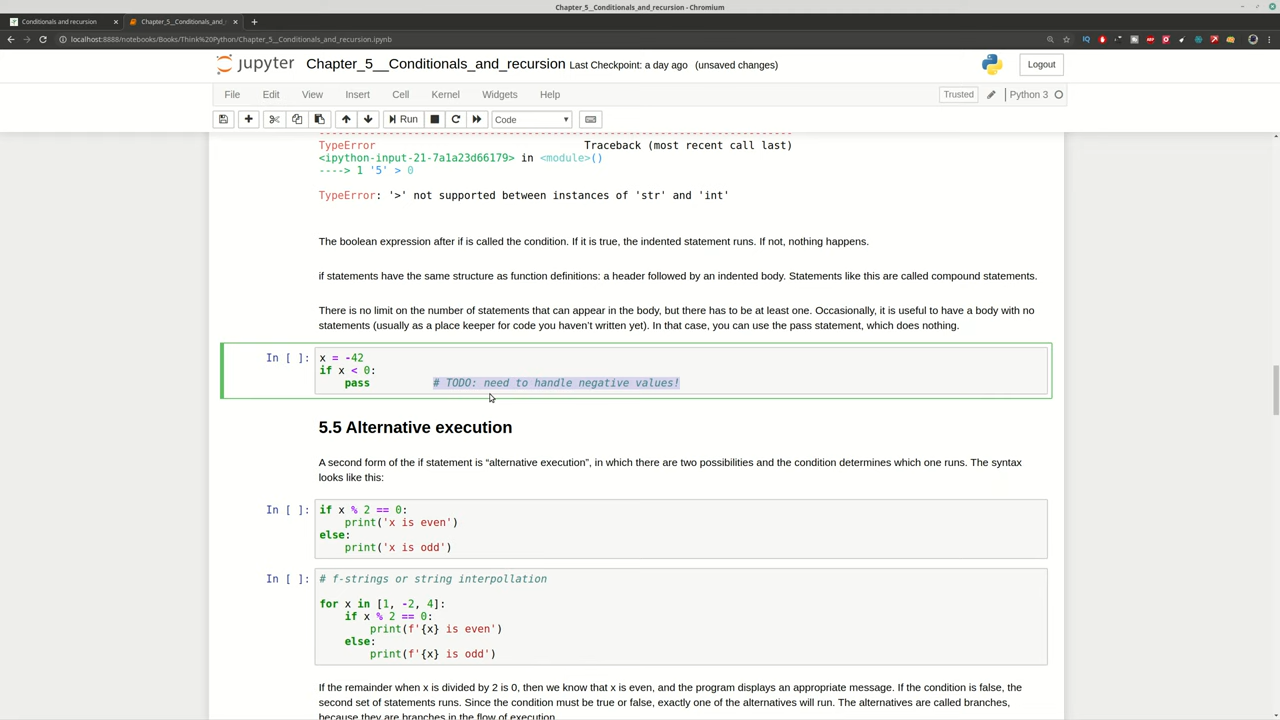 Chapter_5__Conditionals_and_recursion - Chromium
Conditionals and recursion
Chapter_5__Conditionals_and_
localhost:8888/notebooks/Books/Think%20Python/Chapter_5__Conditionals_and_recursion.ipynb
jupyter Chapter_5__Conditionals_and_recursion Last Checkpoint: a day ago (unsaved changes) Logout
File Edit View Insert Cell Kernel Widgets Help Trusted Python 3
Run Code
TypeError Traceback (most recent call last)
<ipython-input-21-7a1a23d66179> in <module>()
----> 1 '5' > 0
TypeError: '>' not supported between instances of 'str' and 'int'
The boolean expression after if is called the condition. If it is true, the indented statement runs. If not, nothing happens.
if statements have the same structure as function definitions: a header followed by an indented body. Statements like this are called compound statements.
There is no limit on the number of statements that can appear in the body, but there has to be at least one. Occasionally, it is useful to have a body with no
statements (usually as a place keeper for code you haven't written yet). In that case, you can use the pass statement, which does nothing.
In [ ]: x = -42
if x < 0:
pass # TODO: need to handle negative values!
5.5 Alternative execution
A second form of the if statement is “alternative execution”, in which there are two possibilities and the condition determines which one runs. The syntax
looks like this:
In [ ]: if x % 2 == 0:
print('x is even')
else:
print('x is odd')
In [ ]: # f-strings or string interpolation
for x in [1, -2, 4]:
if x % 2 == 0:
print(f'{x} is even')
else:
print(f'{x} is odd')
If the remainder when x is divided by 2 is 0, then we know that x is even, and the program displays an appropriate message. If the condition is false, the
second set of statements runs. Since the condition must be true or false, exactly one of the alternatives will run. The alternatives are called branches,
because they are branches in the flow of execution.